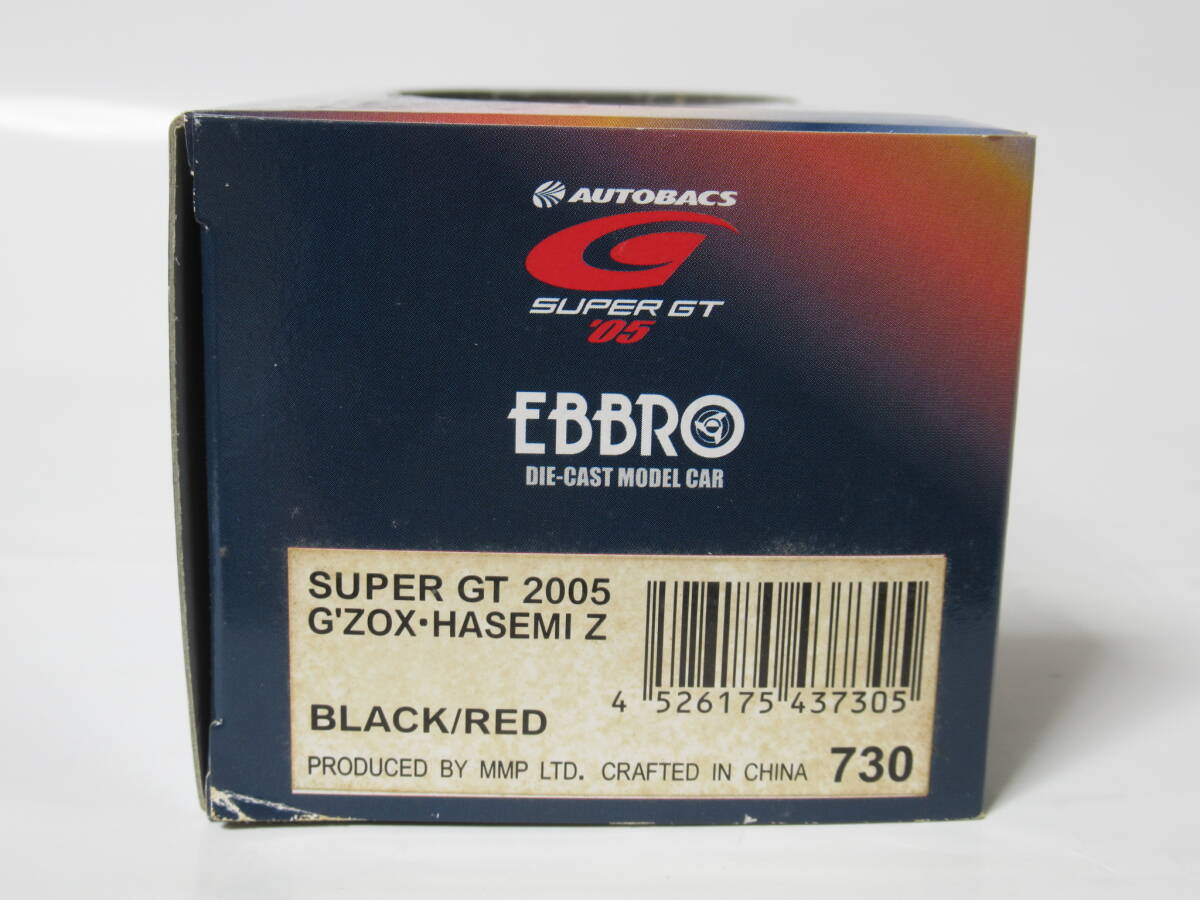 AUTOBACS
SUPER GT
'05
EBBRO
DIE-CAST MODEL CAR
SUPER GT 2005
G'ZOX・HASEMI Z
4 526175 437305
BLACK/RED
PRODUCED BY MMP LTD. CRAFTED IN CHINA 730